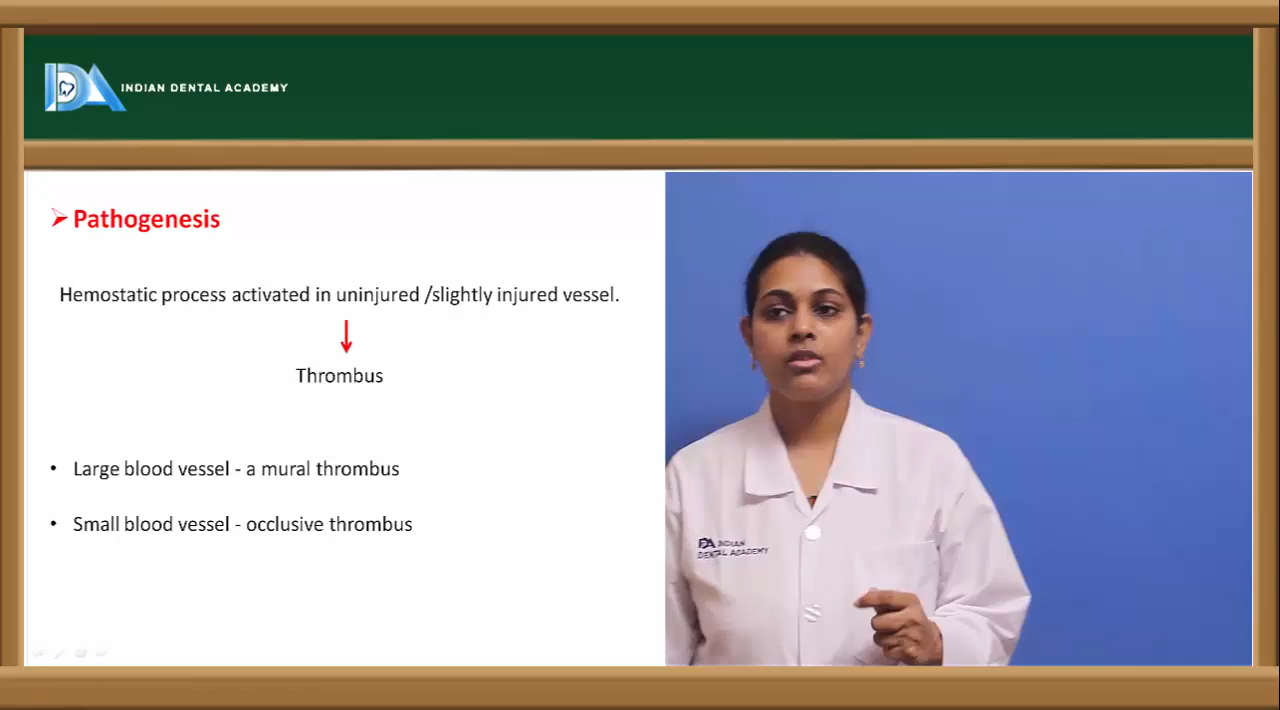 INDIAN DENTAL ACADEMY
Pathogenesis
Hemostatic process activated in uninjured /slightly injured vessel.
Thrombus
• Large blood vessel - a mural thrombus
• Small blood vessel - occlusive thrombus
INDIAN
DENTAL ACADEMY